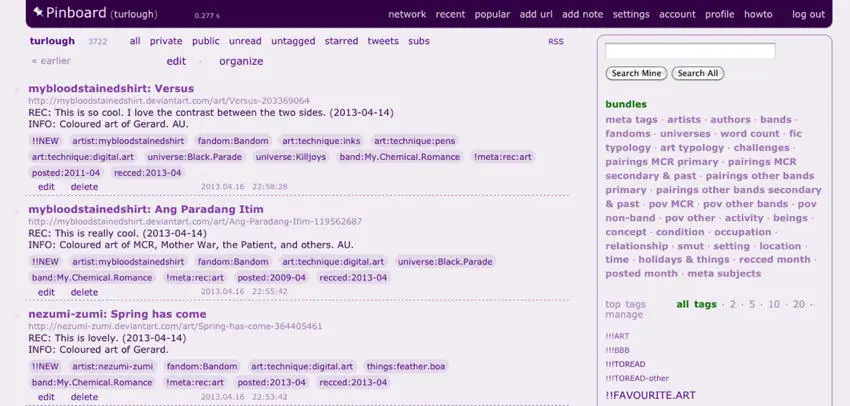 Pinboard (turlough) 0.277 s network recent popular add url add note settings account profile howto log out
turlough 3722 all private public unread untagged starred tweets subs RSS
« earlier edit · organize
mybloodstainedshirt: Versus
http://mybloodstainedshirt.deviantart.com/art/Versus-203369064
REC: This is so cool. I love the contrast between the two sides. (2013-04-14)
INFO: Coloured art of Gerard. AU.
!!NEW artist:mybloodstainedshirt fandom:Bandom art:technique:inks art:technique:pens
art:technique:digital.art universe:Black.Parade universe:Killjoys band:My.Chemical.Romance !meta:rec:art
posted:2011-04 recced:2013-04
edit delete 2013.04.16 22:58:28
mybloodstainedshirt: Ang Paradang Itim
http://mybloodstainedshirt.deviantart.com/art/Ang-Paradang-Itim-119562687
REC: This is really cool. (2013-04-14)
INFO: Coloured art of MCR, Mother War, the Patient, and others. AU.
!!NEW artist:mybloodstainedshirt fandom:Bandom art:technique:digital.art universe:Black.Parade
band:My.Chemical.Romance !meta:rec:art posted:2009-04 recced:2013-04
edit delete 2013.04.16 22:55:42
nezumi-zumi: Spring has come
http://nezumi-zumi.deviantart.com/art/Spring-has-come-364405461
REC: This is lovely. (2013-04-14)
INFO: Coloured art of Gerard.
!!NEW artist:nezumi-zumi fandom:Bandom art:technique:digital.art things:feather.boa
band:My.Chemical.Romance !meta:rec:art posted:2013-04 recced:2013-04
edit delete 2013.04.16 22:53:42
Search Mine Search All
bundles
meta tags · artists · authors · bands ·
fandoms · universes · word count · fic
typology · art typology · challenges ·
pairings MCR primary · pairings MCR
secondary & past · pairings other bands
primary · pairings other bands secondary
& past · pov MCR · pov other bands · pov
non-band · pov other · activity · beings ·
concept · condition · occupation ·
relationship · smut · setting · location ·
time · holidays & things · recced month ·
posted month · meta subjects
top tags all tags · 2 · 5 · 10 · 20 ·
manage
!!!ART
!!!BBB
!!!TOREAD
!!!TOREAD-other
!!FAVOURITE.ART